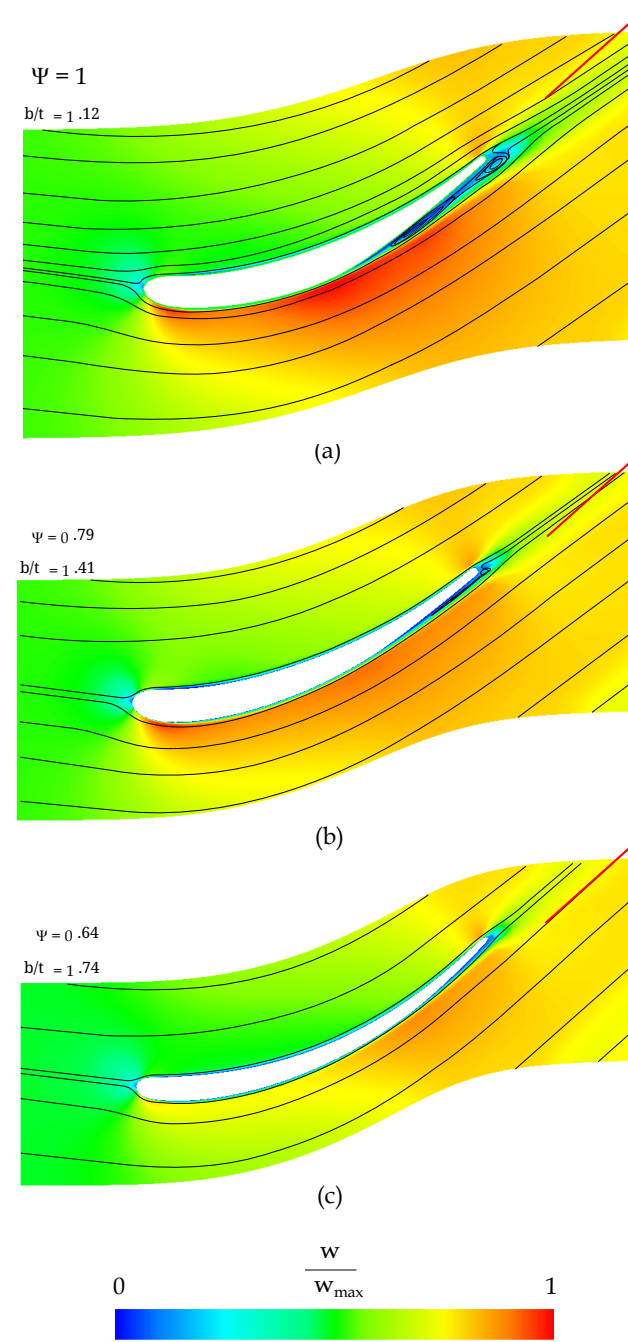 Ψ = 1
b/t = 1 .12
(a)
Ψ = 0 .79
b/t = 1 .41
(b)
Ψ = 0 .64
b/t = 1 .74
(c)
w
0 1
w_max